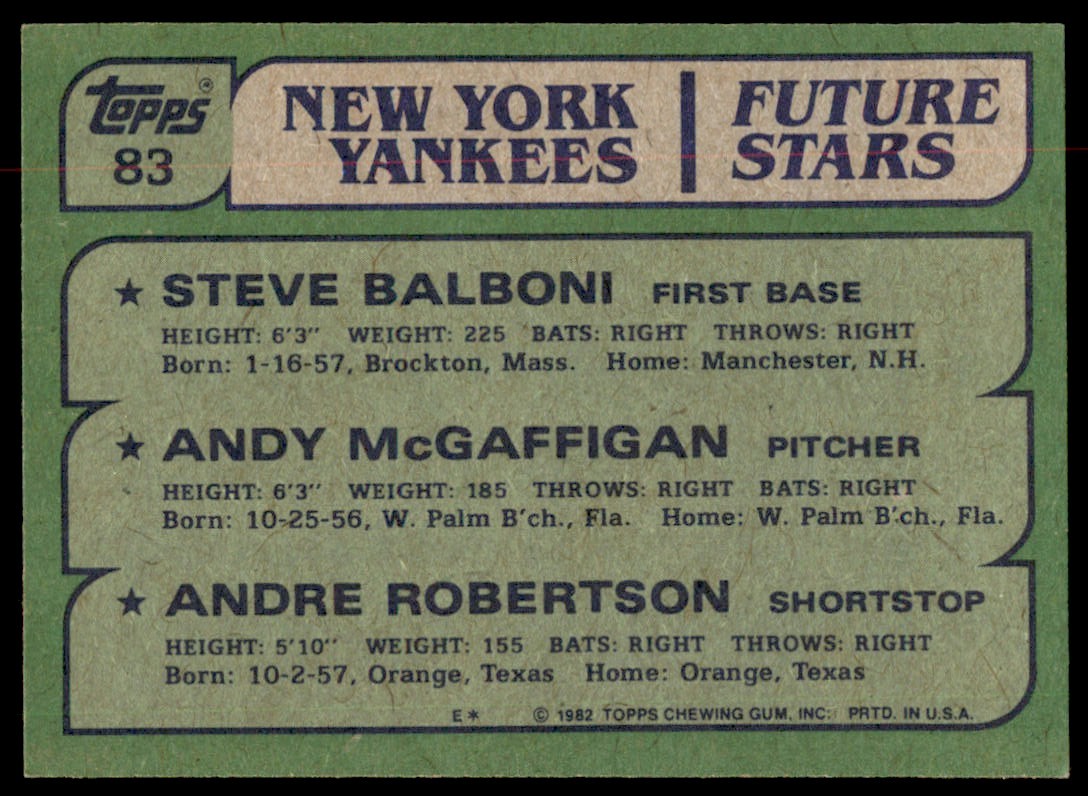 Topps®
83
NEW YORK YANKEES
FUTURE STARS
★ STEVE BALBONI FIRST BASE
HEIGHT: 6'3" WEIGHT: 225 BATS: RIGHT THROWS: RIGHT
Born: 1-16-57, Brockton, Mass. Home: Manchester, N.H.
★ ANDY McGAFFIGAN PITCHER
HEIGHT: 6'3" WEIGHT: 185 THROWS: RIGHT BATS: RIGHT
Born: 10-25-56, W. Palm B'ch., Fla. Home: W. Palm B'ch., Fla.
★ ANDRE ROBERTSON SHORTSTOP
HEIGHT: 5'10" WEIGHT: 155 BATS: RIGHT THROWS: RIGHT
Born: 10-2-57, Orange, Texas Home: Orange, Texas
E* © 1982 TOPPS CHEWING GUM, INC. PRTD. IN U.S.A.